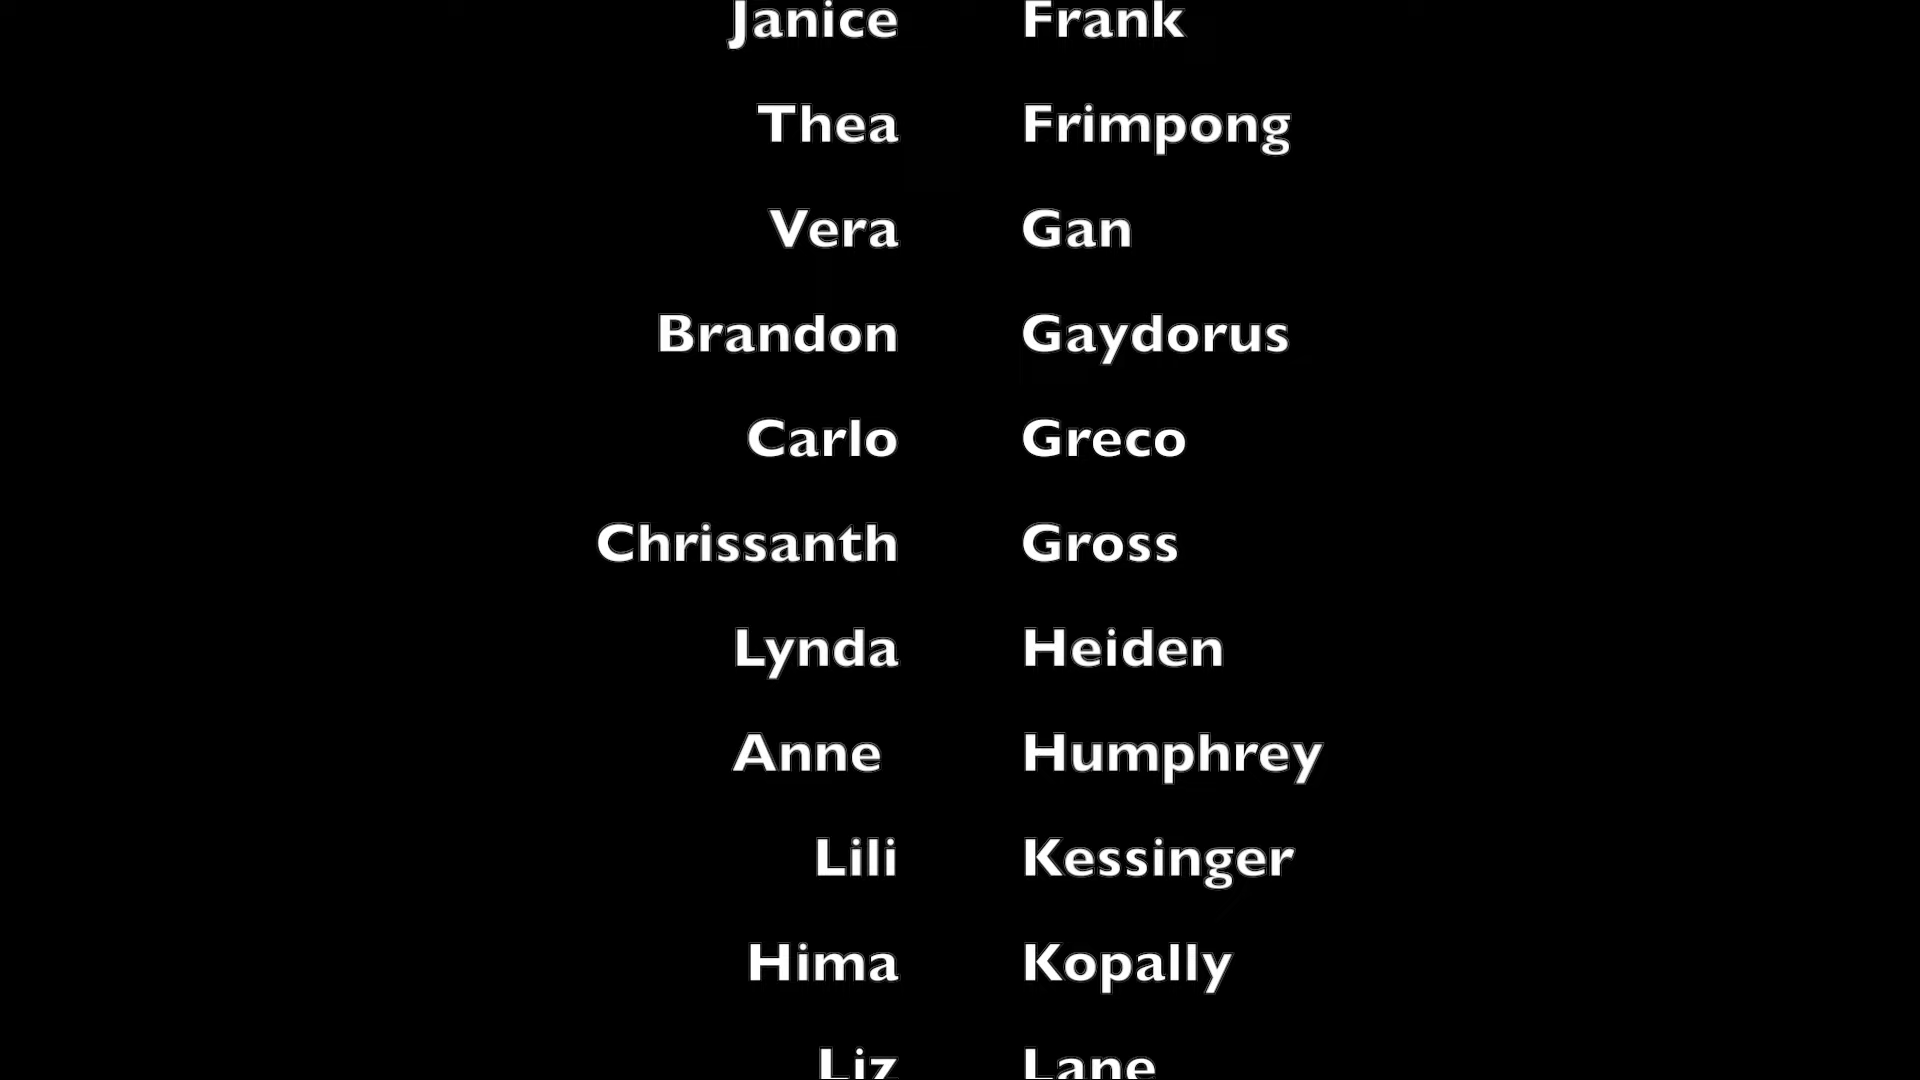 Janice Frank
Thea Frimpong
Vera Gan
Brandon Gaydorus
Carlo Greco
Chrissanth Gross
Lynda Heiden
Anne Humphrey
Lili Kessinger
Hima Kopally
Liz Lane